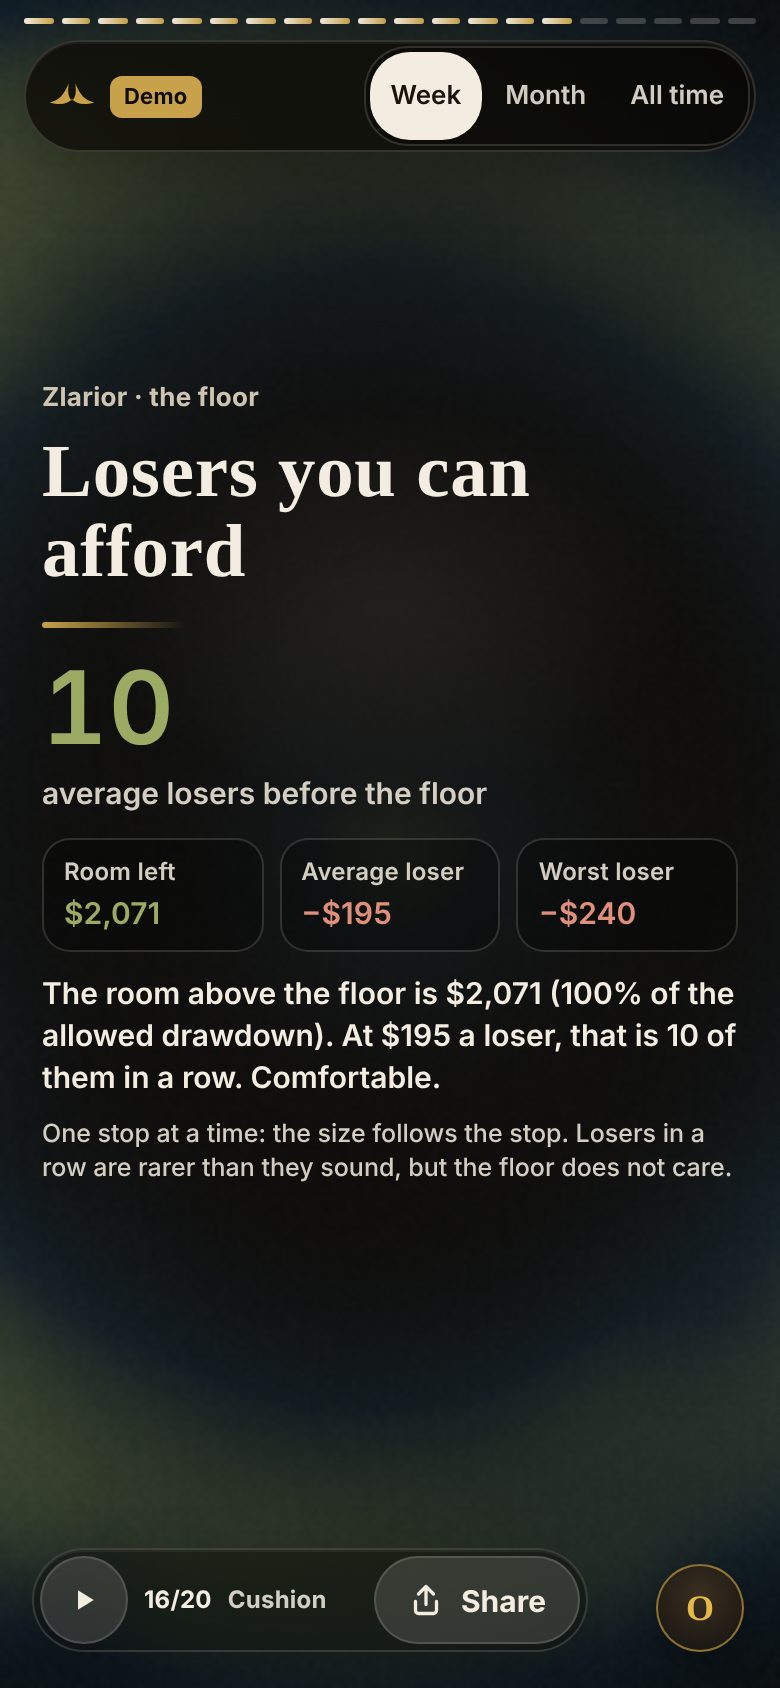 Demo
Week
Month
All time
Zlarior · the floor
Losers you can
afford
10
average losers before the floor
Room left
$2,071
Average loser
−$195
Worst loser
−$240
The room above the floor is $2,071 (100% of the
allowed drawdown). At $195 a loser, that is 10 of
them in a row. Comfortable.
One stop at a time: the size follows the stop. Losers in a
row are rarer than they sound, but the floor does not care.
16/20 Cushion
Share
O